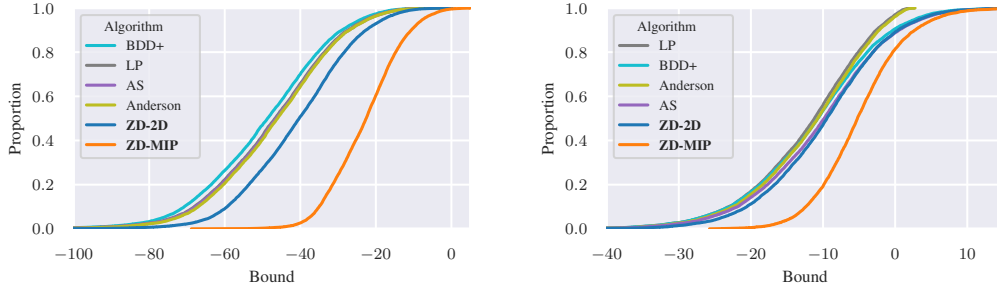 1.0
0.8
0.6
0.4
0.2
0.0
Proportion
Algorithm
BDD+
LP
AS
Anderson
ZD-2D
ZD-MIP
−100
−80
−60
−40
−20
0
Bound
1.0
0.8
0.6
0.4
0.2
0.0
Proportion
Algorithm
LP
BDD+
Anderson
AS
ZD-2D
ZD-MIP
−40
−30
−20
−10
0
10
Bound